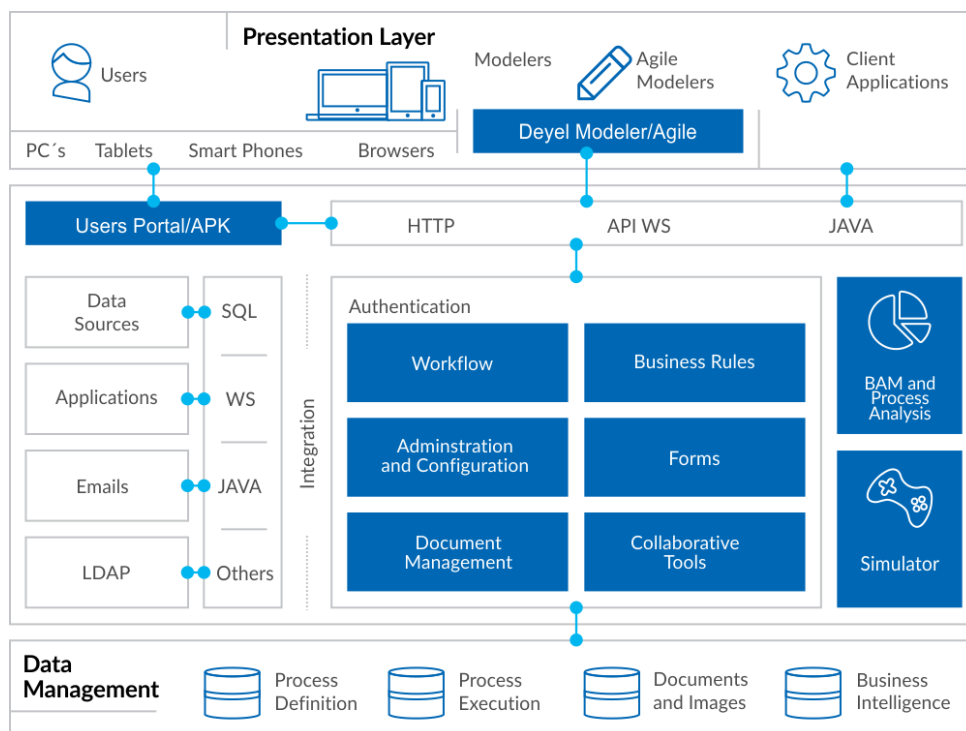 Presentation Layer
Users
Modelers
Agile
Modelers
Client
Applications
Deyel Modeler/Agile
PC´s
Tablets
Smart Phones
Browsers
Users Portal/APK
HTTP
API WS
JAVA
Data
Sources
SQL
Applications
WS
Emails
JAVA
LDAP
Others
Integration
Authentication
Workflow
Business Rules
Adminstration
and Configuration
Forms
Document
Management
Collaborative
Tools
BAM and
Process
Analysis
Simulator
Data
Management
Process
Definition
Process
Execution
Documents
and Images
Business
Intelligence